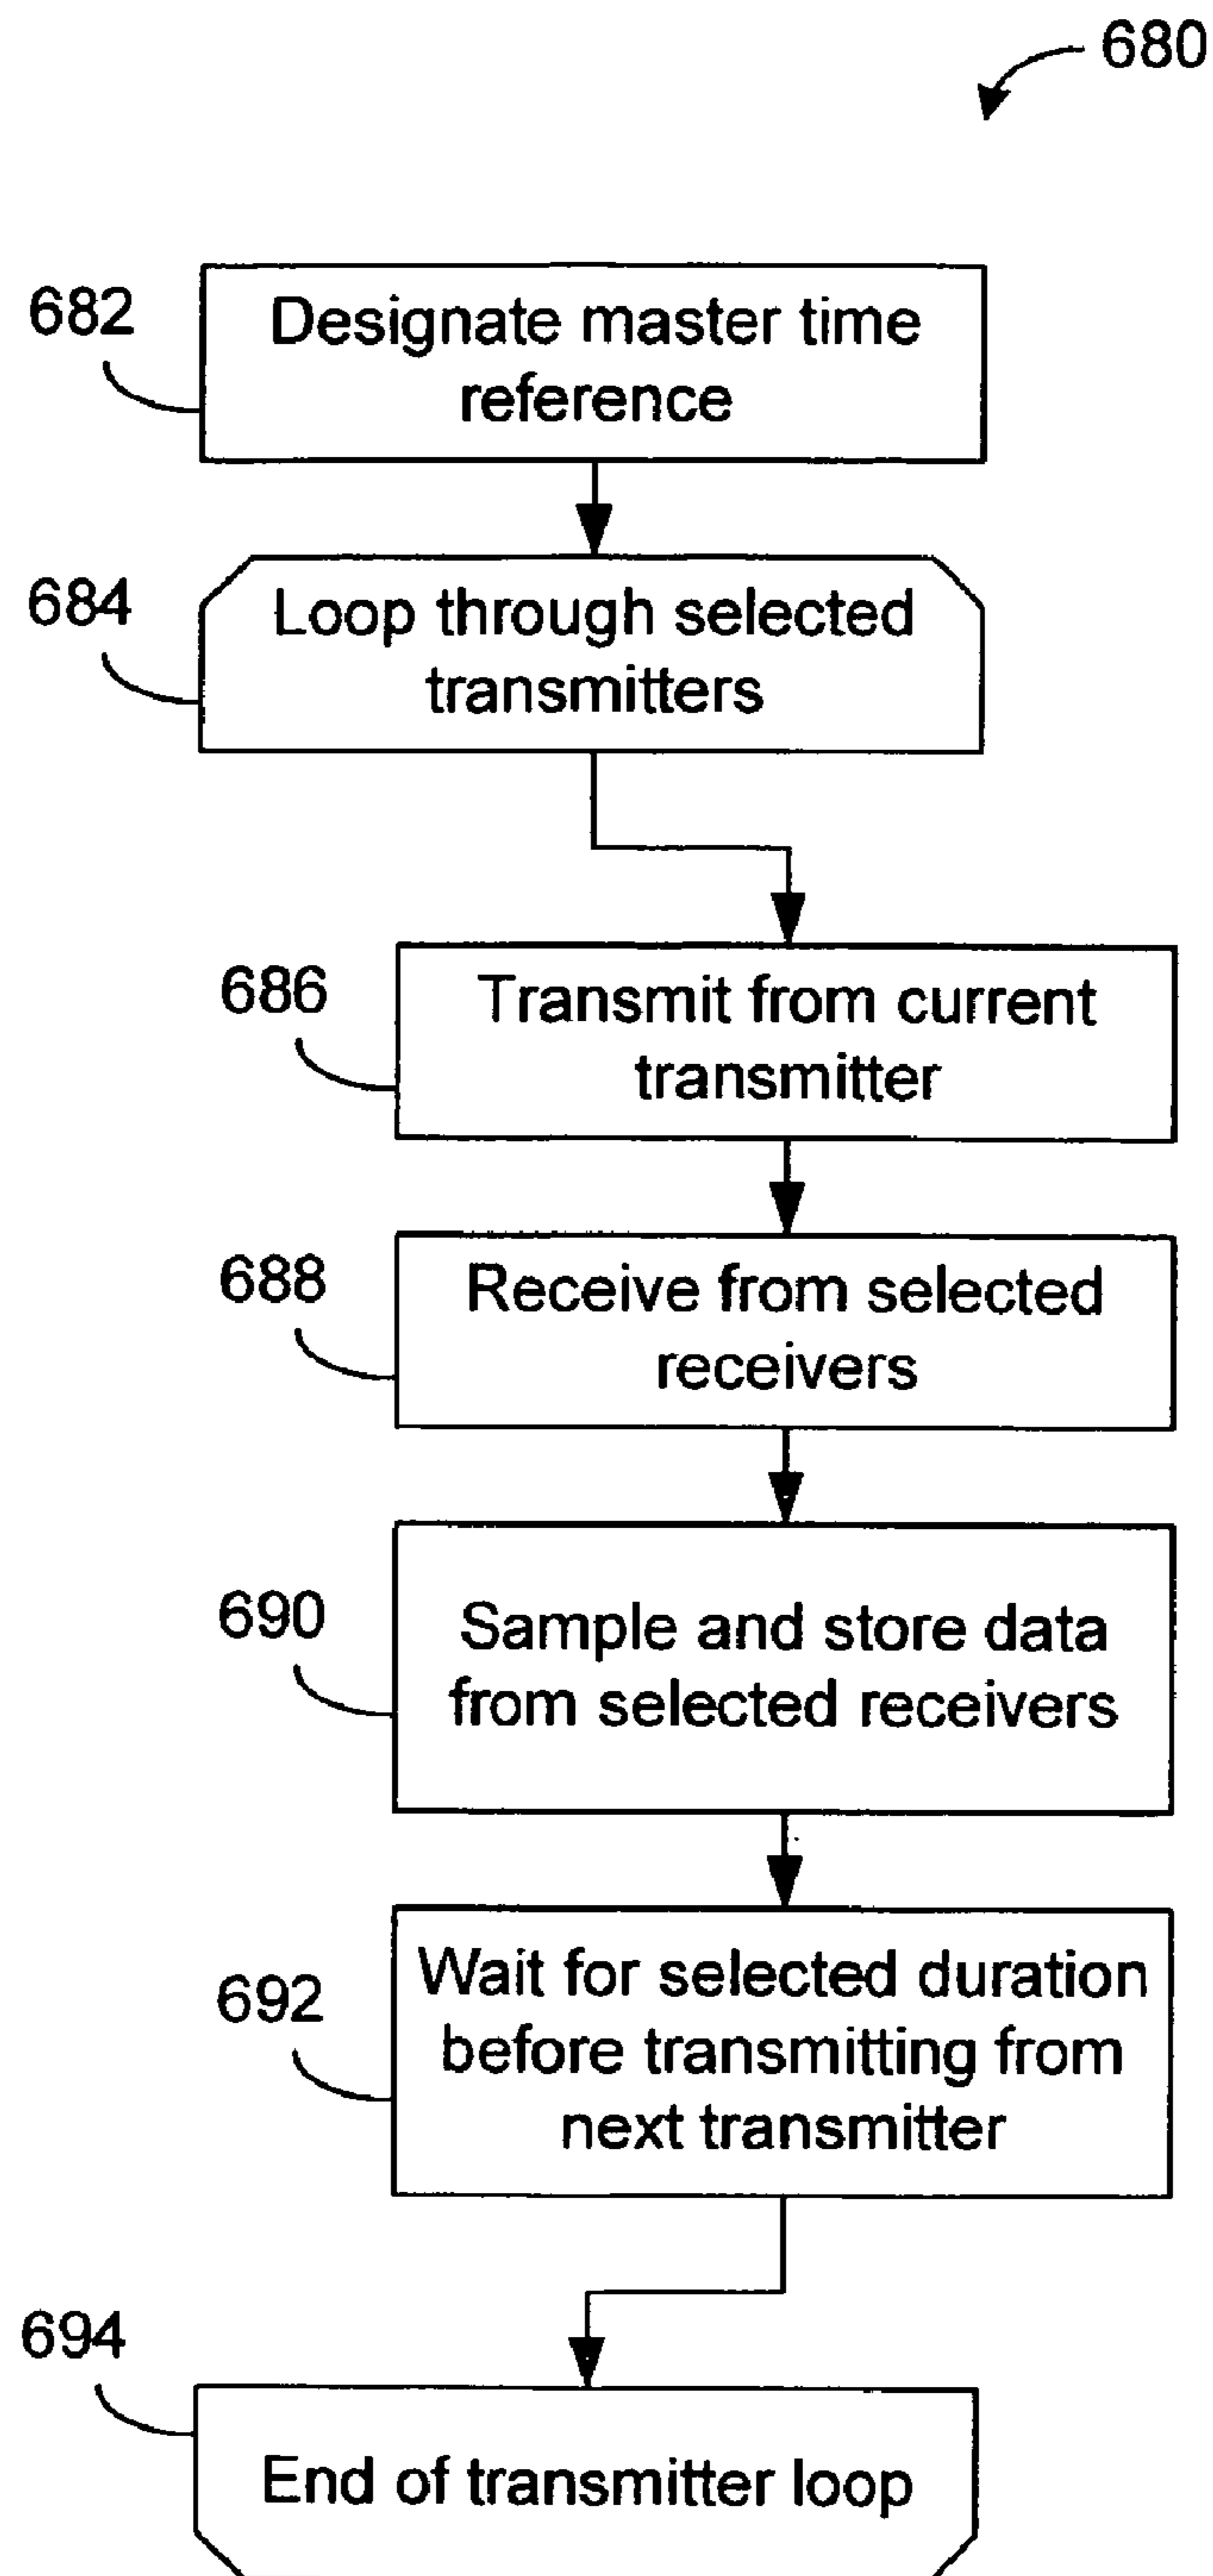 680
682
Designate master time
reference
684
Loop through selected
transmitters
686
Transmit from current
transmitter
688
Receive from selected
receivers
690
Sample and store data
from selected receivers
692
Wait for selected duration
before transmitting from
next transmitter
694
End of transmitter loop